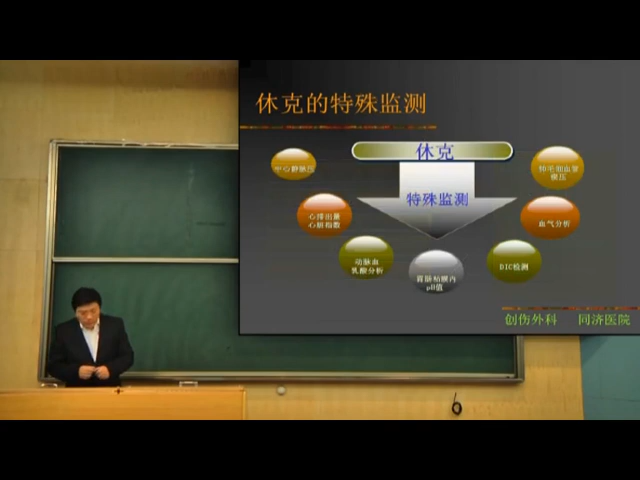 休克的特殊监测
休克
特殊监测
中心静脉压
心排出量
心脏指数
动脉血
乳酸分析
胃肠粘膜内
pH值
DIC检测
血气分析
肺毛细血管
楔压
创伤外科 同济医院